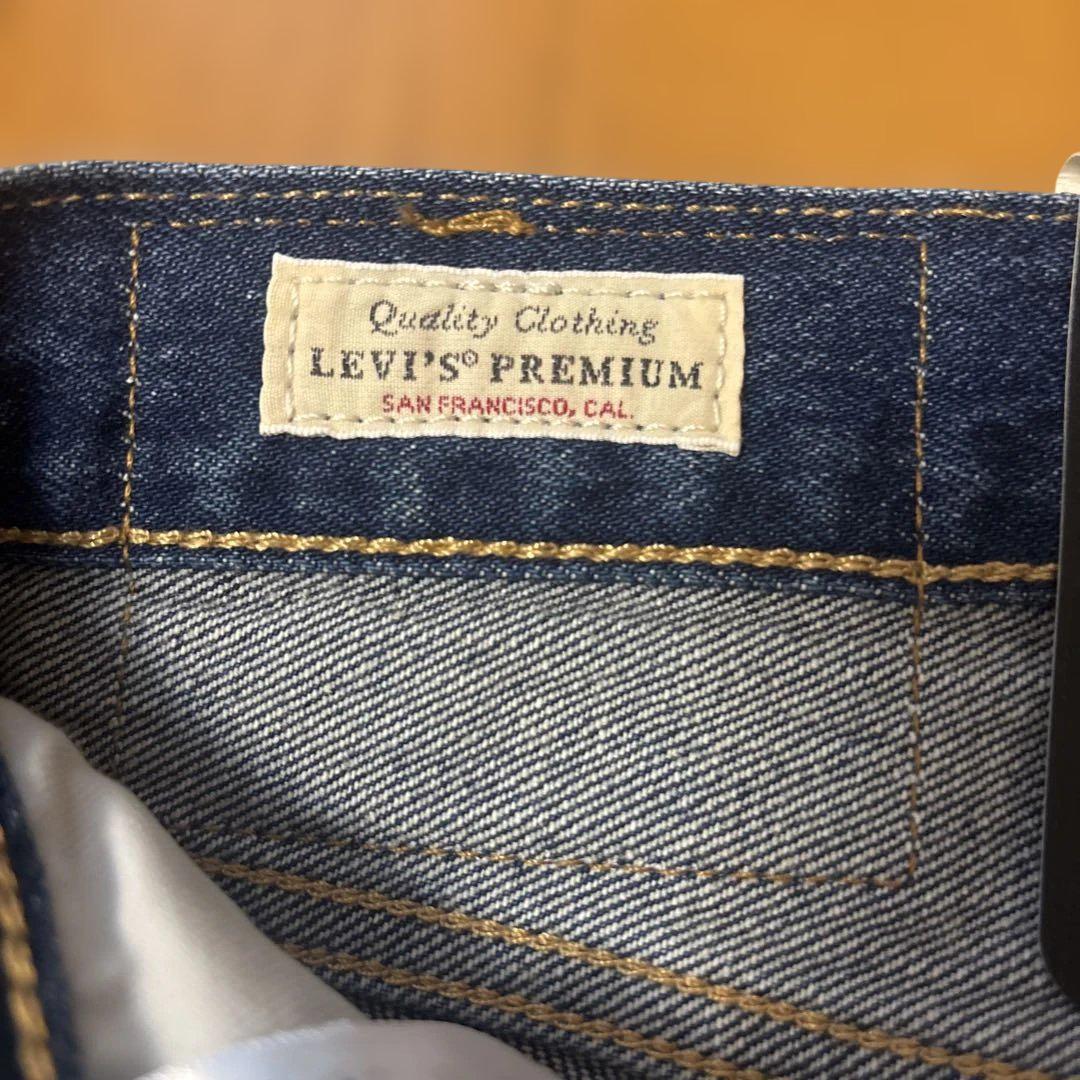 Quality Clothing
LEVI'S® PREMIUM
SAN FRANCISCO, CAL.